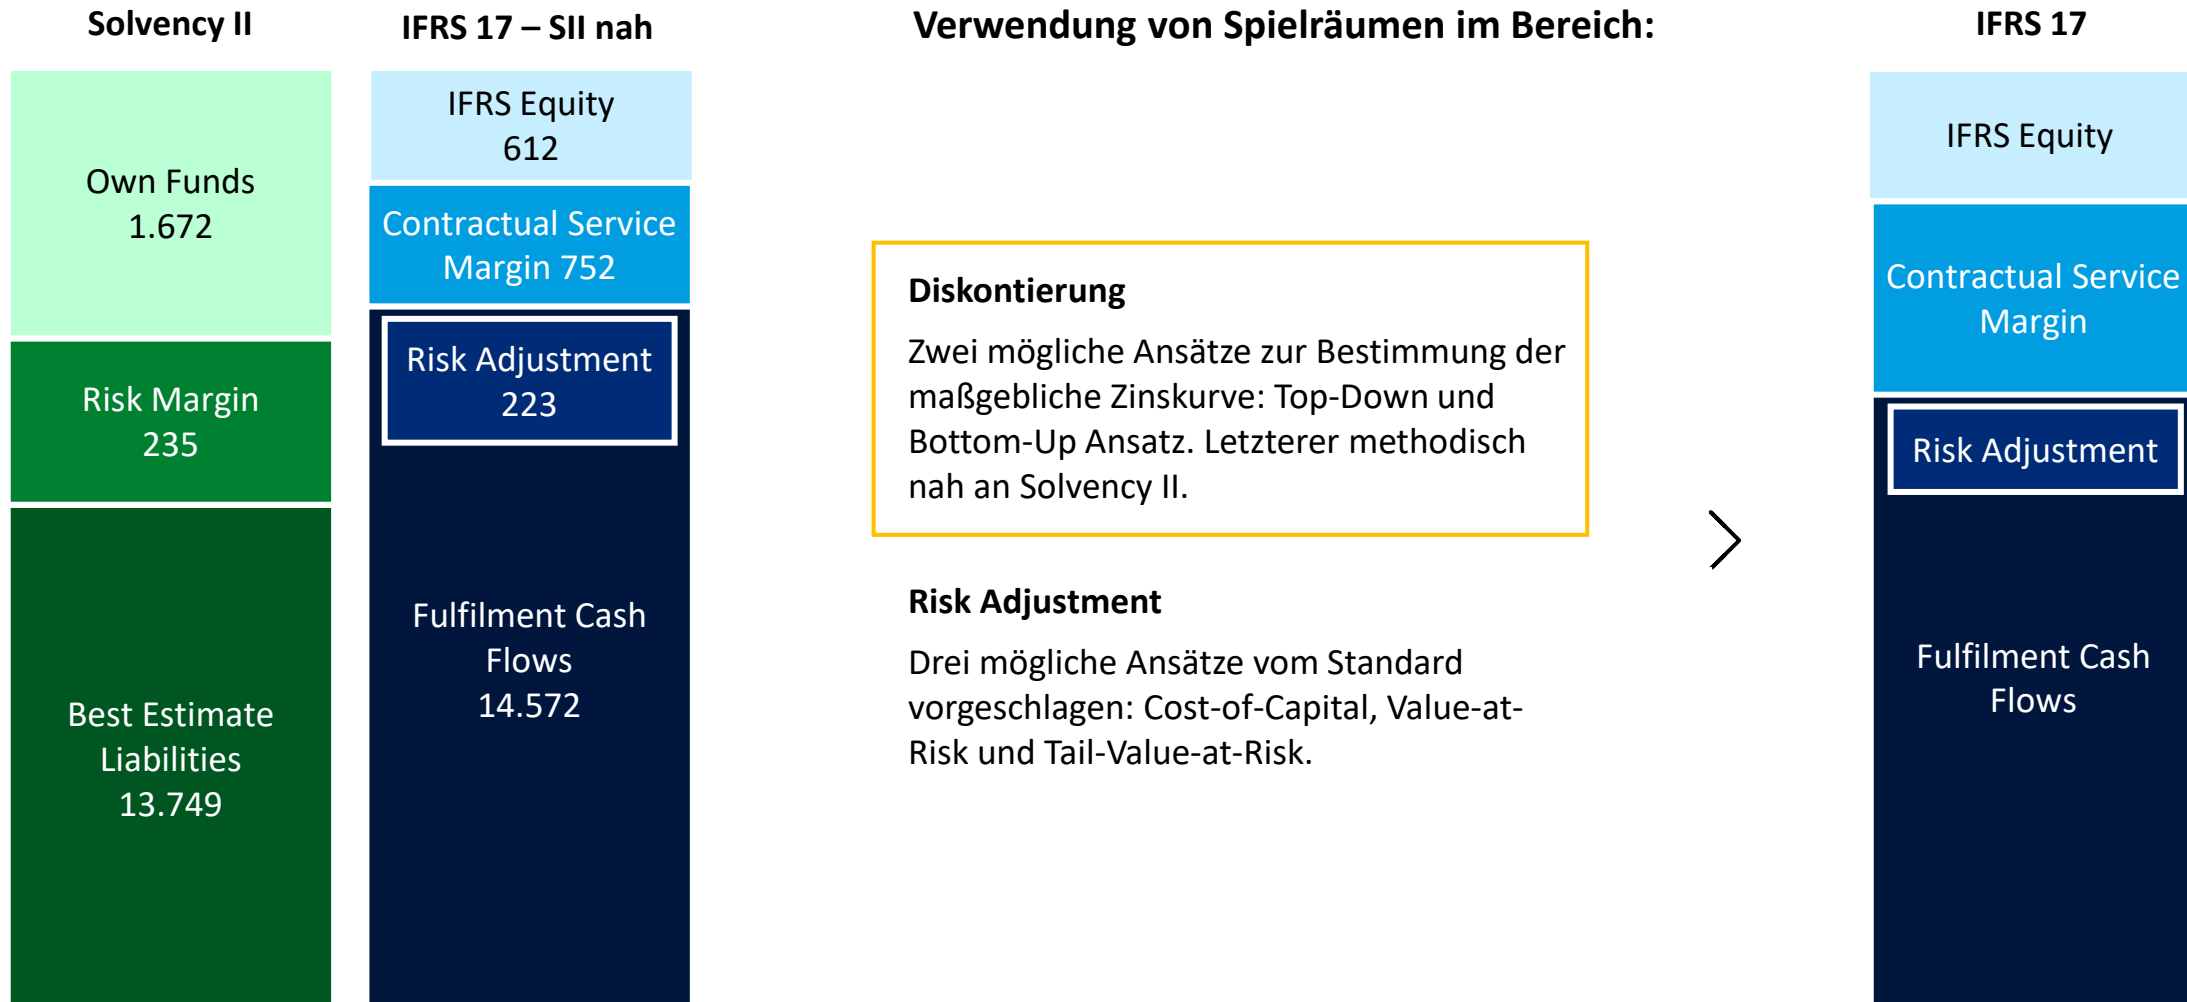 Solvency II
Own Funds
1.672
Risk Margin
235
Best Estimate
Liabilities
13.749
IFRS 17 – SII nah
IFRS Equity
612
Contractual Service
Margin 752
Risk Adjustment
223
Fulfilment Cash
Flows
14.572
Verwendung von Spielräumen im Bereich:
Diskontierung
Zwei mögliche Ansätze zur Bestimmung der
maßgebliche Zinskurve: Top-Down und
Bottom-Up Ansatz. Letzterer methodisch
nah an Solvency II.
Risk Adjustment
Drei mögliche Ansätze vom Standard
vorgeschlagen: Cost-of-Capital, Value-at-
Risk und Tail-Value-at-Risk.
IFRS 17
IFRS Equity
Contractual Service
Margin
Risk Adjustment
Fulfilment Cash
Flows